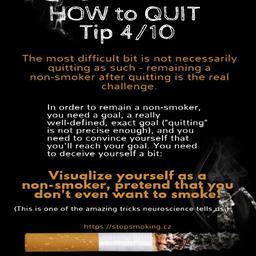 HOW to QUIT
Tip 4/10
The most difficult bit is not necessarily
quitting as such - remaining a
non-smoker after quitting is the real
challenge.
In order to remain a non-smoker,
you need a goal, a really
well-defined, exact goal ("quitting"
is not precise enough), and you
need to convince yourself that
you'll reach your goal. You need
to deceive yourself a bit:
Visualize yourself as a
non-smoker, pretend that you
don't even want to smoke.
(This is one of the amazing tricks neuroscience tells us.)
https://stopsmoking.cz